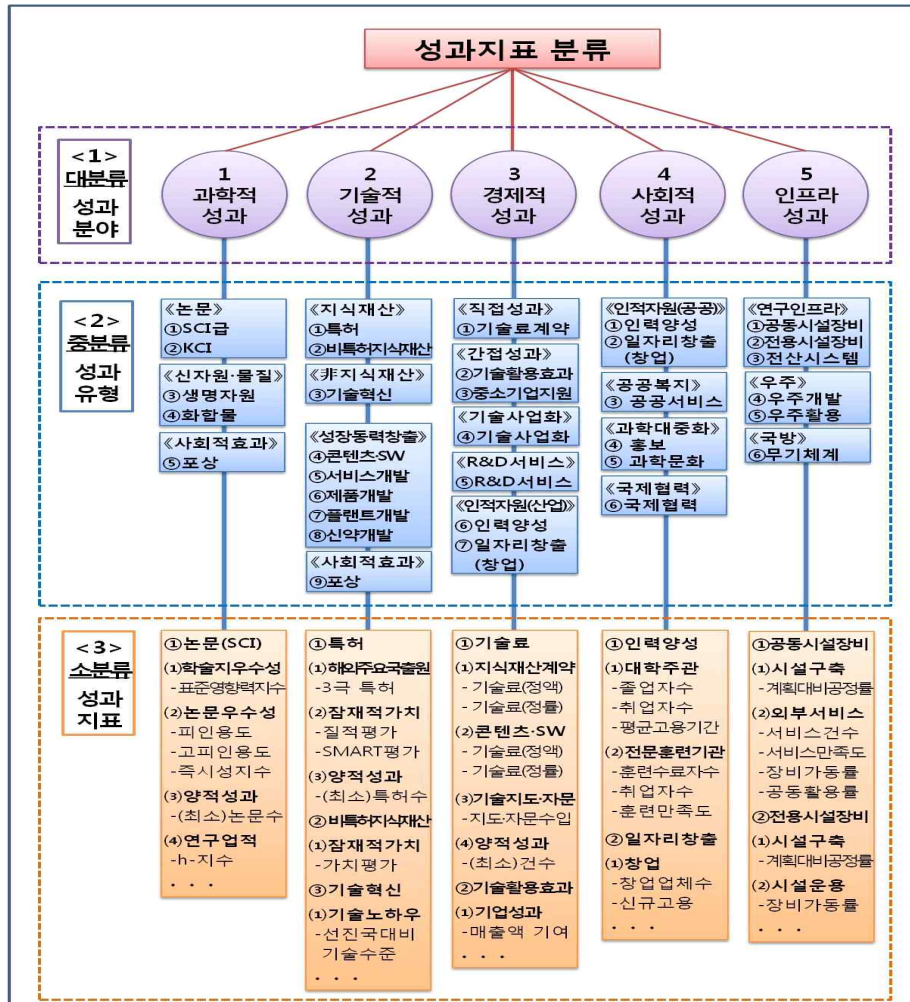 성과지표 분류
<1>
대분류
성과
분야
1
과학적
성과
2
기술적
성과
3
경제적
성과
4
사회적
성과
5
인프라
성과
<2>
중분류
성과
유형
《논문》
①SCI급
②KCI
《신자원·물질》
③생명자원
④화합물
《사회적효과》
⑤포상
《지식재산》
①특허
②비특허지식재산
《非지식재산》
③기술혁신
《성장동력창출》
④콘텐츠·SW
⑤서비스개발
⑥제품개발
⑦플랜트개발
⑧신약개발
《사회적효과》
⑨포상
《직접성과》
①기술료계약
《간접성과》
②기술활용효과
③중소기업지원
《기술사업화》
④기술사업화
《R&D서비스》
⑤R&D서비스
《인적자원(산업)》
⑥인력양성
⑦일자리창출
(창업)
《인적자원(공공)》
①인력양성
②일자리창출
(창업)
《공공복지》
③ 공공서비스
《과학대중화》
④ 홍보
⑤ 과학문화
《국제협력》
⑥국제협력
《연구인프라》
①공동시설장비
②전용시설장비
③전산시스템
《우주》
④우주개발
⑤우주활용
《국방》
⑥무기체계
<3>
소분류
성과
지표
①논문(SCI)
(1)학술지우수성
-표준영향력지수
(2)논문우수성
-피인용도
-고피인용도
-즉시성지수
(3)양적성과
-(최소)논문수
(4)연구업적
-h-지수
. . .
①특허
(1)해외주요국출원
-3극 특허
(2)잠재적가치
-질적평가
-SMART평가
(3)양적성과
-(최소)특허수
②비특허지식재산
(1)잠재적가치
-가치평가
③기술혁신
(1)기술노하우
-선진국대비
기술수준
. . .
①기술료
(1)지식재산계약
-기술료(정액)
-기술료(정률)
(2)콘텐츠·SW
-기술료(정액)
-기술료(정률)
(3)기술지도·자문
-지도·자문수입
(4)양적성과
-(최소)건수
②기술활용효과
(1)기업성과
-매출액 기여
. . .
①인력양성
(1)대학주관
-졸업자수
-취업자수
-평균고용기간
(2)전문훈련기관
-훈련수료자수
-취업자수
-훈련만족도
②일자리창출
(1)창업
-창업업체수
-신규고용
. . .
①공동시설장비
(1)시설구축
-계획대비공정률
(2)외부서비스
-서비스건수
-서비스만족도
-장비가동률
-공동활용률
②전용시설장비
(1)시설구축
-계획대비공정률
(2)시설운용
-장비가동률
. . .